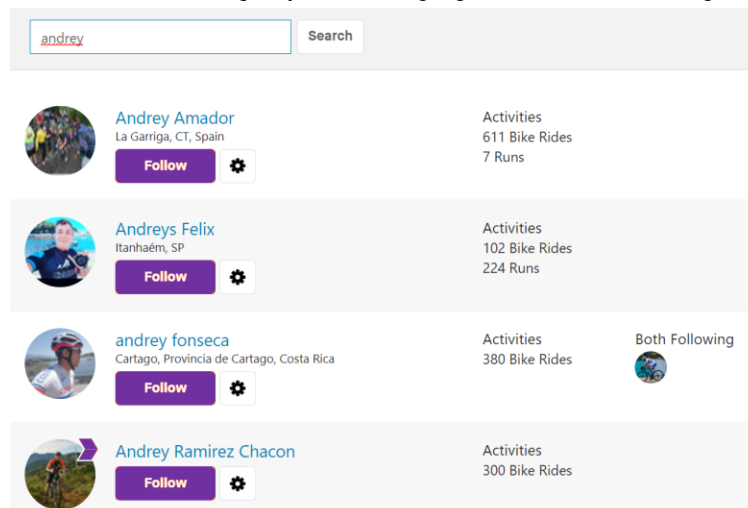 andrey
Search
Andrey Amador
La Garriga, CT, Spain
Follow
Activities
611 Bike Rides
7 Runs
Andreys Felix
Itanhaém, SP
Follow
Activities
102 Bike Rides
224 Runs
andrey fonseca
Cartago, Provincia de Cartago, Costa Rica
Follow
Activities
380 Bike Rides
Both Following
Andrey Ramirez Chacon
Follow
Activities
300 Bike Rides